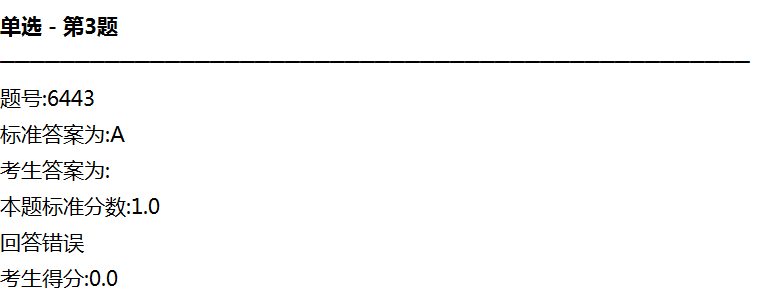 单选 - 第3题
题号:6443
标准答案为:A
考生答案为:
本题标准分数:1.0
回答错误
考生得分:0.0